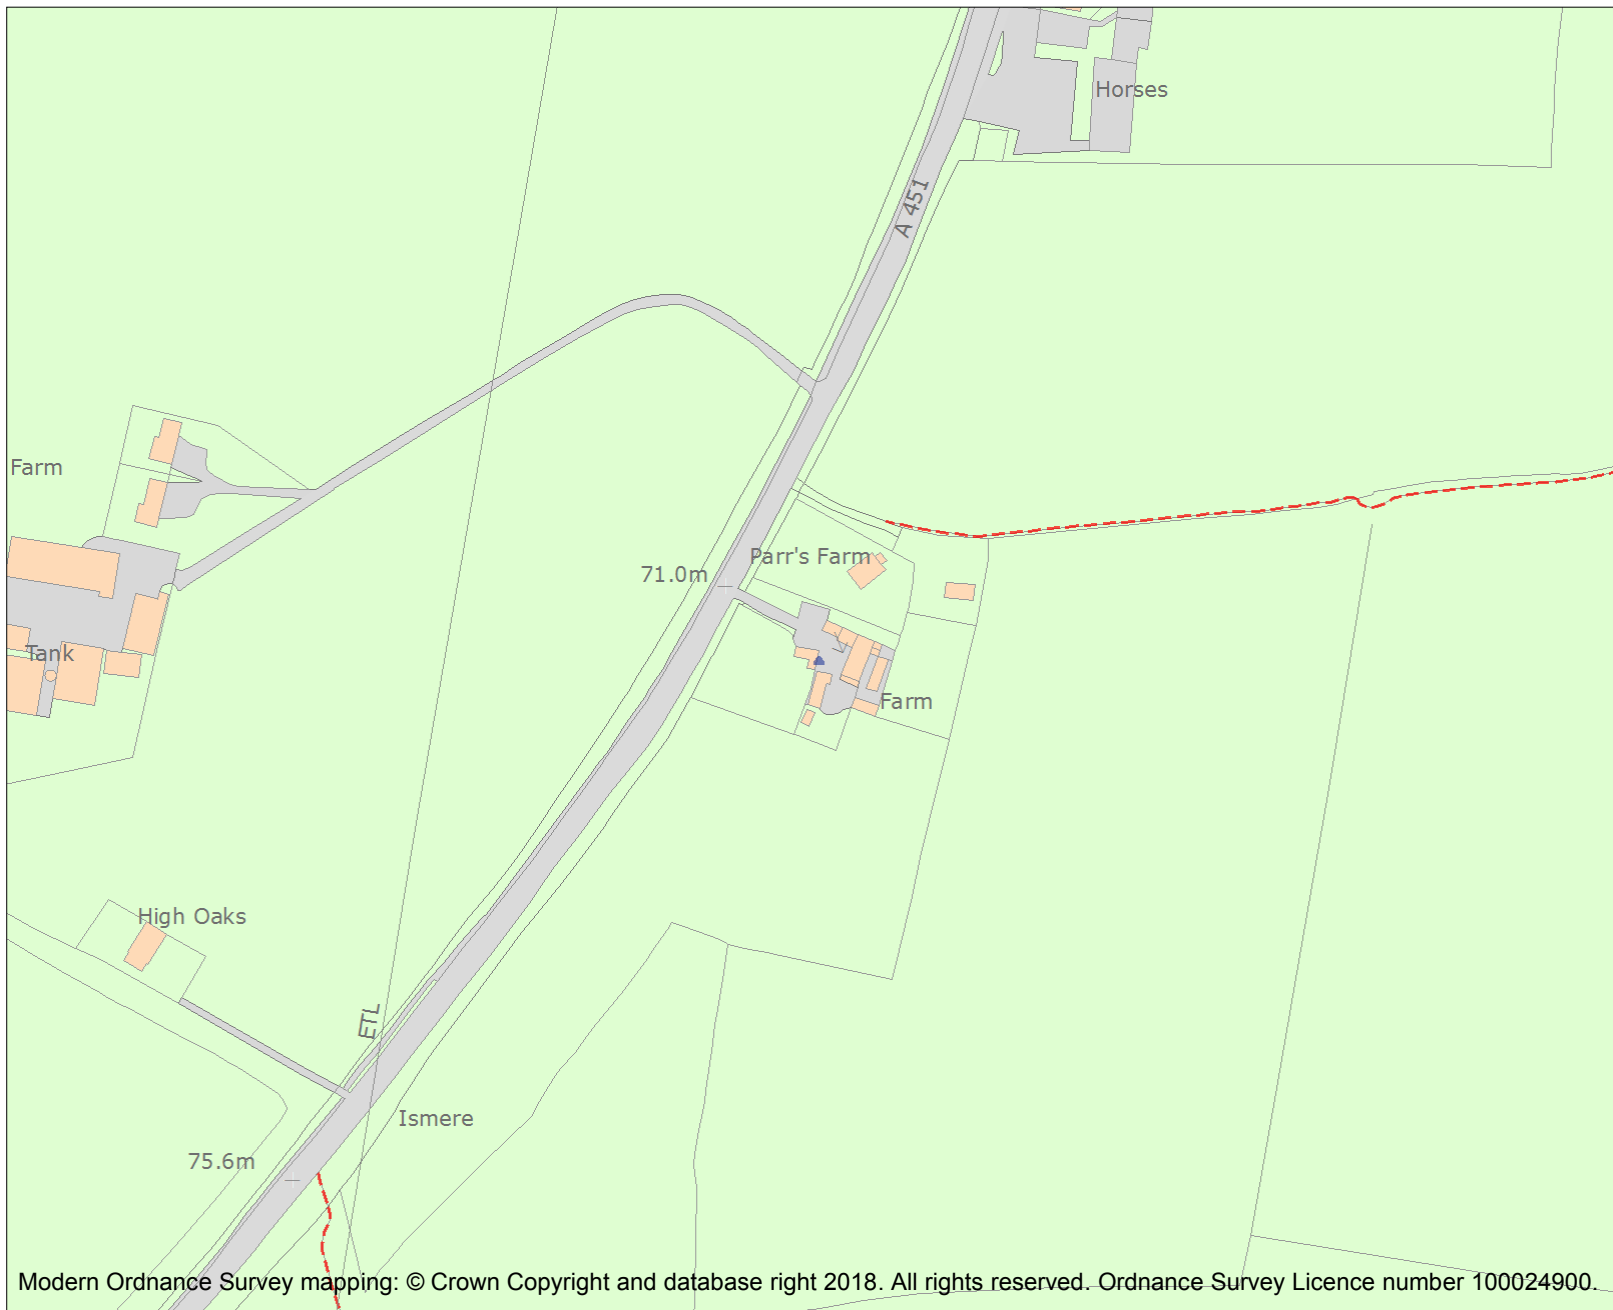 Horses
A 451
Farm
Parr's Farm
71.0m
Tank
Farm
High Oaks
ETL
Ismere
75.6m
Modern Ordnance Survey mapping: © Crown Copyright and database right 2018. All rights reserved. Ordnance Survey Licence number 100024900.